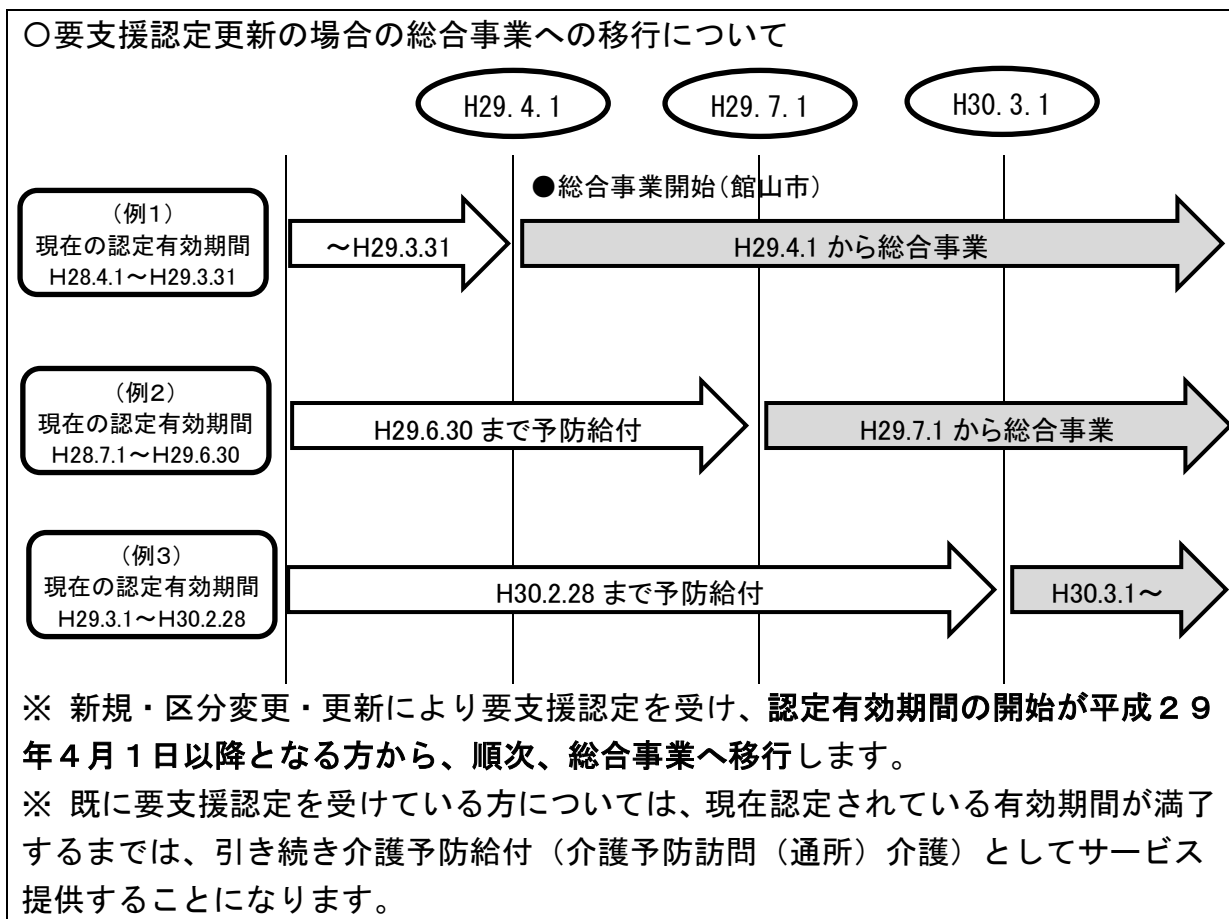 ○要支援認定更新の場合の総合事業への移行について
H29.4.1
H29.7.1
H30.3.1
●総合事業開始（館山市）
（例１）
現在の認定有効期間
H28.4.1～H29.3.31
～H29.3.31
H29.4.1 から総合事業
（例２）
現在の認定有効期間
H28.7.1～H29.6.30
H29.6.30 まで予防給付
H29.7.1 から総合事業
（例３）
現在の認定有効期間
H29.3.1～H30.2.28
H30.2.28 まで予防給付
H30.3.1～
※ 新規・区分変更・更新により要支援認定を受け、認定有効期間の開始が平成２９
年４月１日以降となる方から、順次、総合事業へ移行します。
※ 既に要支援認定を受けている方については、現在認定されている有効期間が満了
するまでは、引き続き介護予防給付（介護予防訪問（通所）介護）としてサービス
提供することになります。